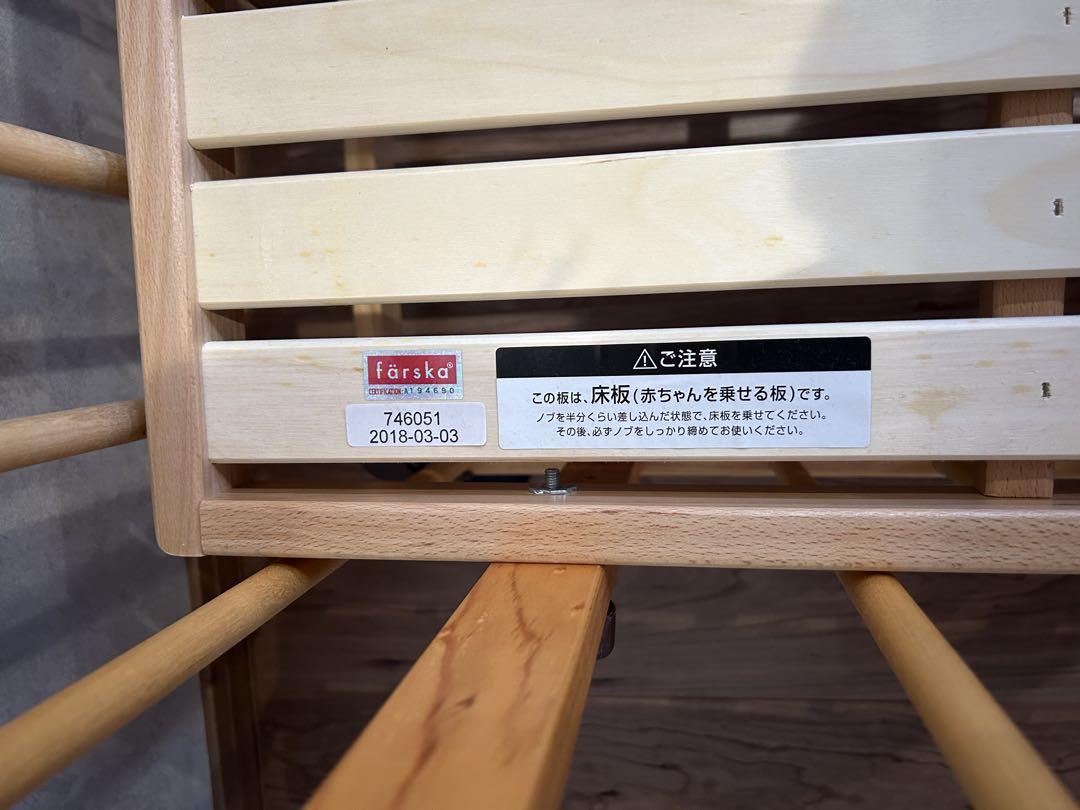 färska®
CERTIFICATION:AT94690
746051
2018-03-03
⚠ご注意
この板は、床板(赤ちゃんを乗せる板)です。
ノブを半分くらい差し込んだ状態で、床板を乗せてください。
その後、必ずノブをしっかり締めてお使いください。